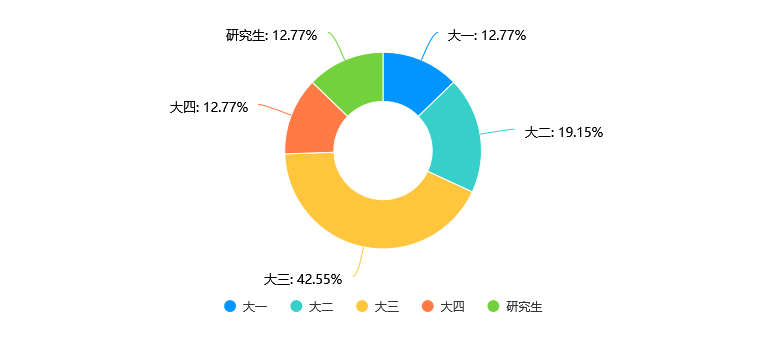 研究生: 12.77%
大一: 12.77%
大四: 12.77%
大二: 19.15%
大三: 42.55%
大一 大二 大三 大四 研究生